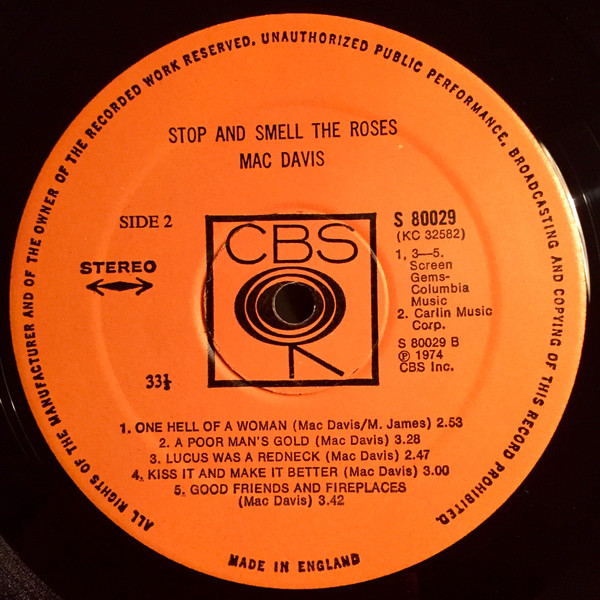 ALL RIGHTS OF THE MANUFACTURER AND OF THE OWNER OF THE RECORDED WORK RESERVED. UNAUTHORIZED PUBLIC PERFORMANCE, BROADCASTING AND COPYING OF THIS RECORD PROHIBITED.
STOP AND SMELL THE ROSES
MAC DAVIS
SIDE 2
STEREO
33⅓
CBS
S 80029
(KC 32582)
1, 3—5.
Screen
Gems-
Columbia
Music
2. Carlin Music
Corp.
S 80029 B
℗ 1974
CBS Inc.
1. ONE HELL OF A WOMAN (Mac Davis/M. James) 2.53
2. A POOR MAN'S GOLD (Mac Davis) 3.28
3. LUCUS WAS A REDNECK (Mac Davis) 2.47
4. KISS IT AND MAKE IT BETTER (Mac Davis) 3.00
5. GOOD FRIENDS AND FIREPLACES
(Mac Davis) 3.42
MADE IN ENGLAND